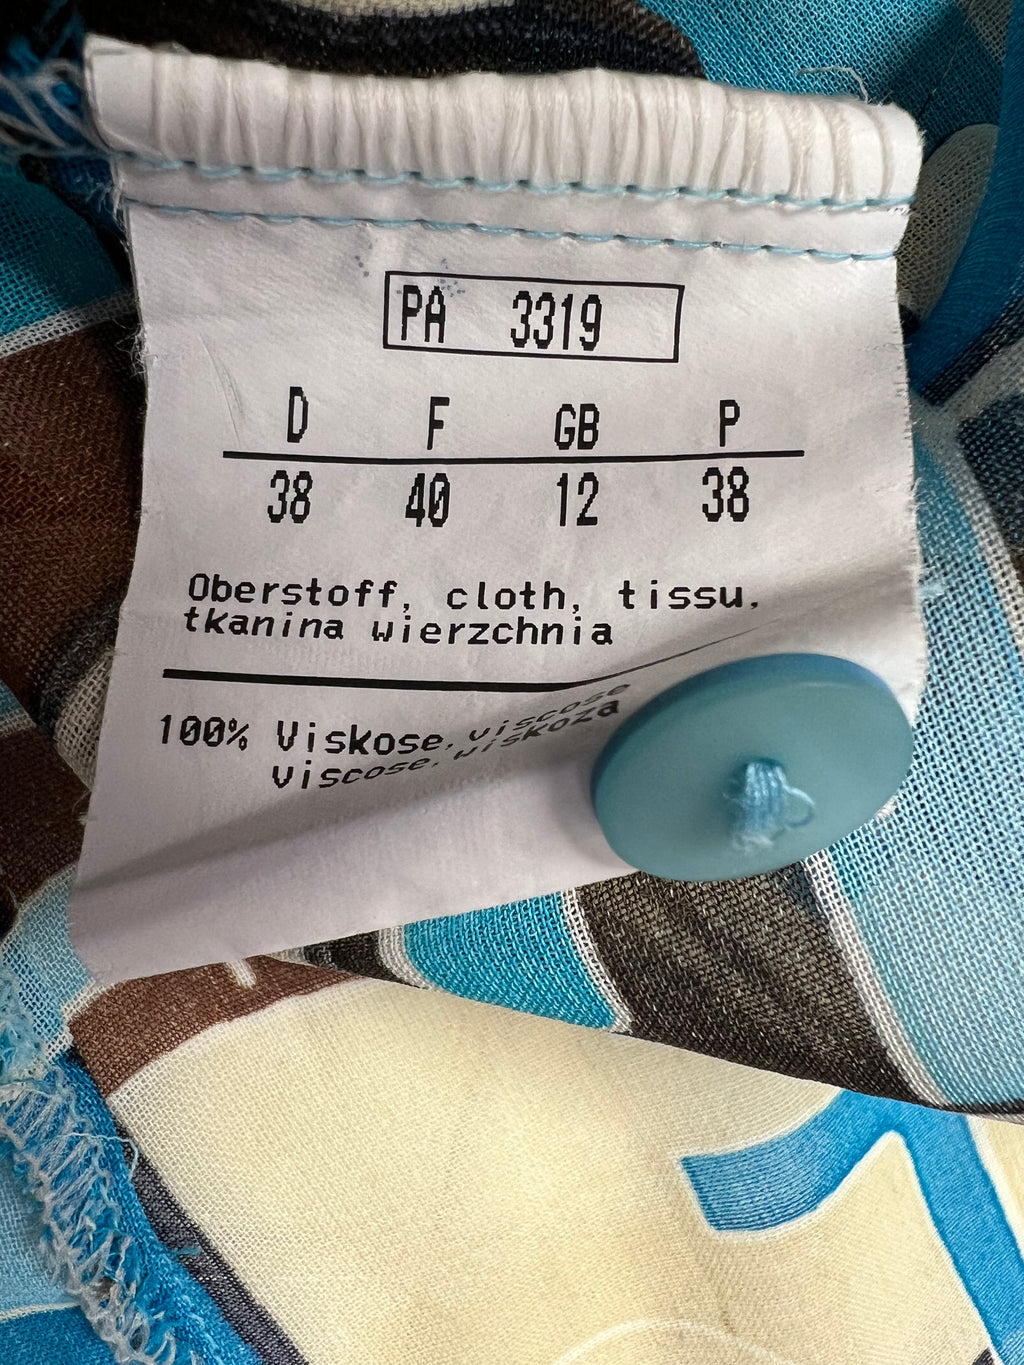 PA 3319
D F GB P
38 40 12 38
Oberstoff, cloth, tissu,
tkanina wierzchnia
100% Viskose, viscose
viscose, wiskoza